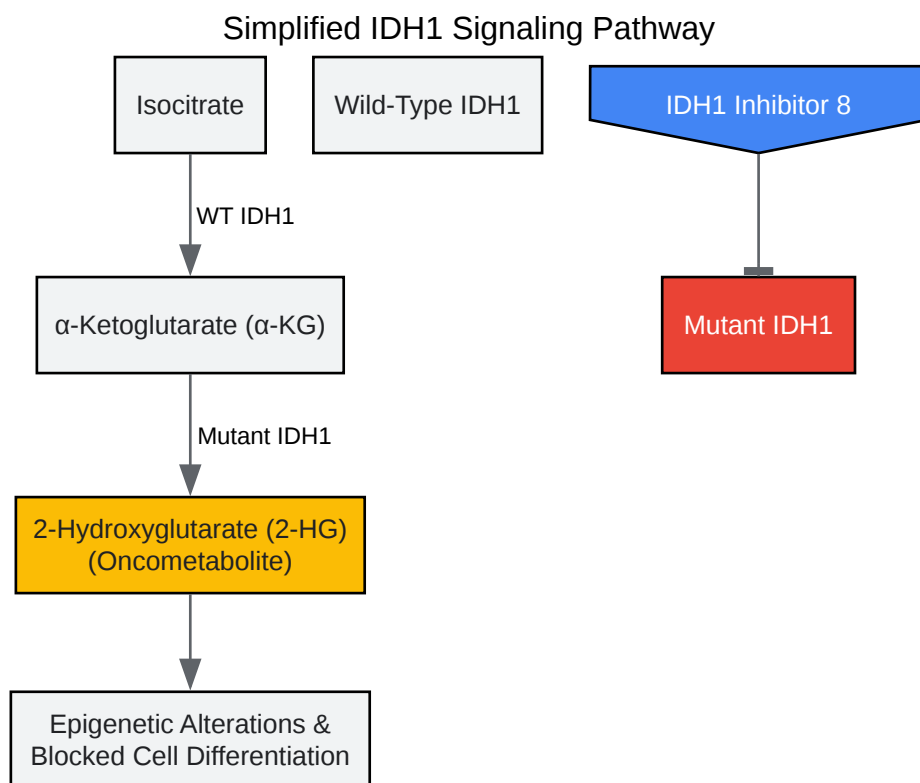 Simplified IDH1 Signaling Pathway
Isocitrate
Wild-Type IDH1
IDH1 Inhibitor 8
WT IDH1
α-Ketoglutarate (α-KG)
Mutant IDH1
Mutant IDH1
2-Hydroxyglutarate (2-HG)
(Oncometabolite)
Epigenetic Alterations &
Blocked Cell Differentiation